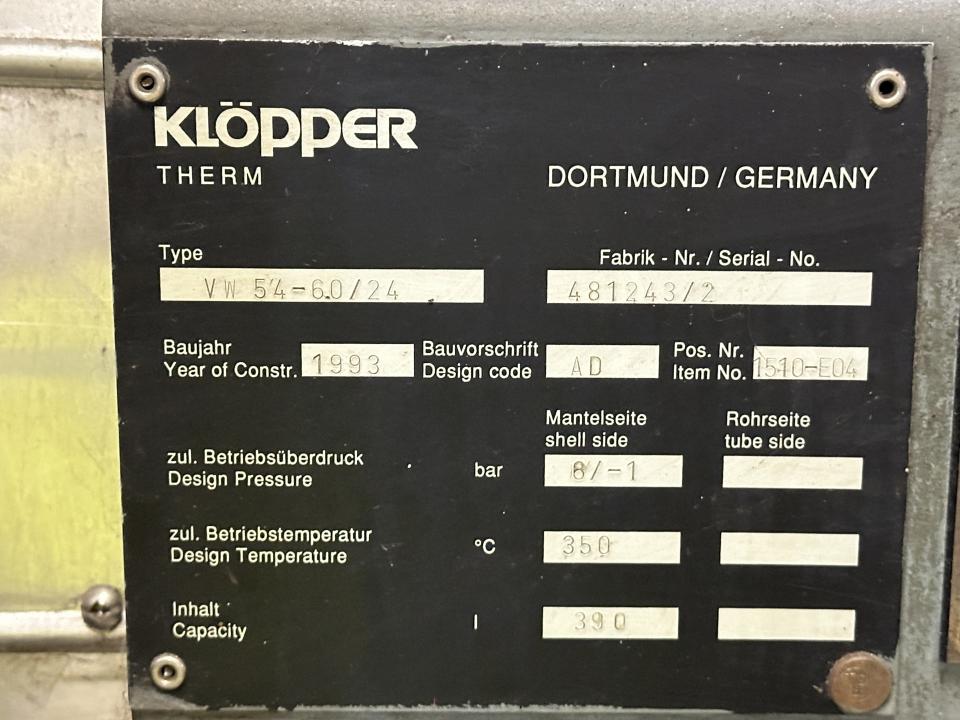 KLÖPPER
THERM
DORTMUND / GERMANY
Type
Fabrik - Nr. / Serial - No.
VW 54-60/24
481243/2
Baujahr
Year of Constr.
1993
Bauvorschrift
Design code
AD
Pos. Nr.
Item No.
1510-E04
Mantelseite
shell side
Rohrseite
tube side
zul. Betriebsüberdruck
Design Pressure
bar
8/-1
zul. Betriebstemperatur
Design Temperature
°C
350
Inhalt
Capacity
l
390